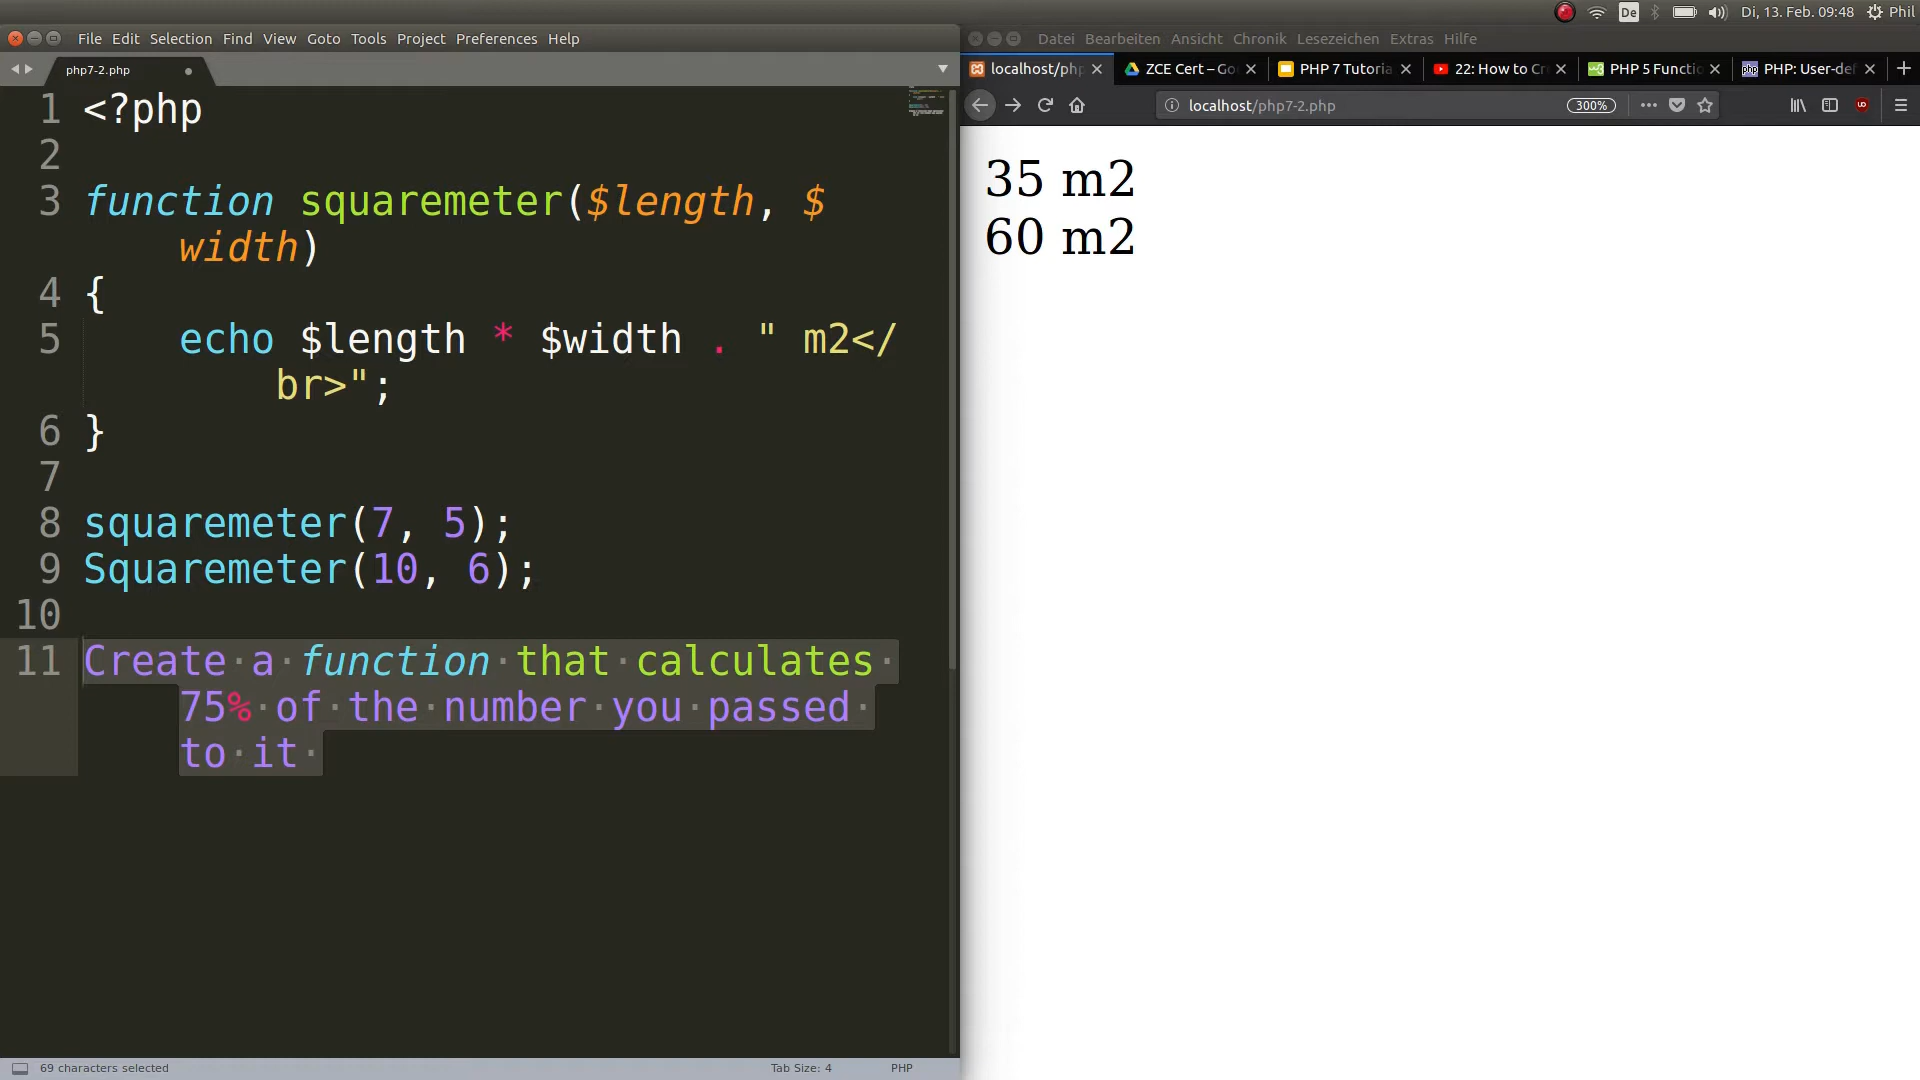 De
Di, 13. Feb. 09:48
Phil
File Edit Selection Find View Goto Tools Project Preferences Help
Datei Bearbeiten Ansicht Chronik Lesezeichen Extras Hilfe
php7-2.php
localhost/php
ZCE Cert – Go
PHP 7 Tutoria
22: How to Cr
PHP 5 Functio
PHP: User-def
localhost/php7-2.php
300%
1 <?php
2
3 function squaremeter($length, $
width)
4 {
5 echo $length * $width . " m2</
br>";
6 }
7
8 squaremeter(7, 5);
9 Squaremeter(10, 6);
10
11 Create a function that calculates
75% of the number you passed
to it
35 m2
60 m2
69 characters selected
Tab Size: 4
PHP